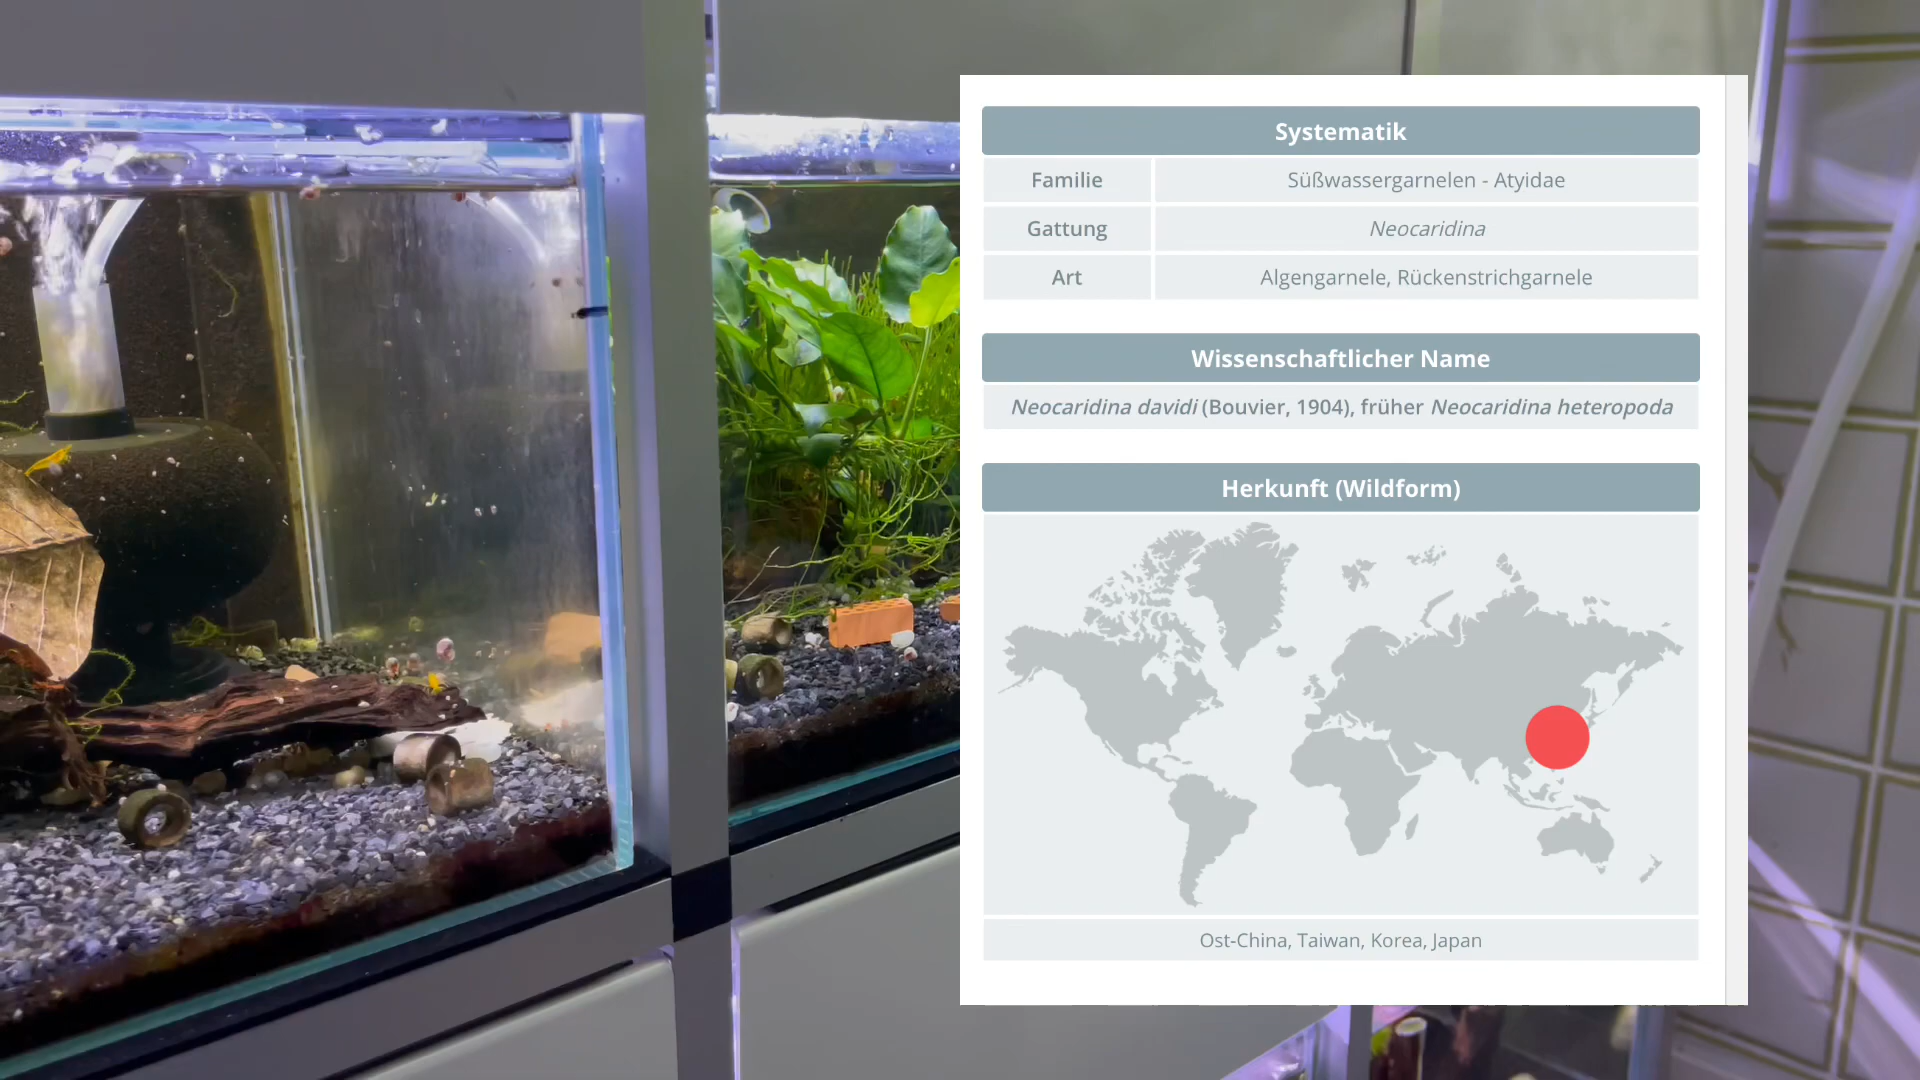 Systematik
Familie Süßwassergarnelen - Atyidae
Gattung Neocaridina
Art Algengarnele, Rückenstrichgarnele
Wissenschaftlicher Name
Neocaridina davidi (Bouvier, 1904), früher Neocaridina heteropoda
Herkunft (Wildform)
Ost-China, Taiwan, Korea, Japan